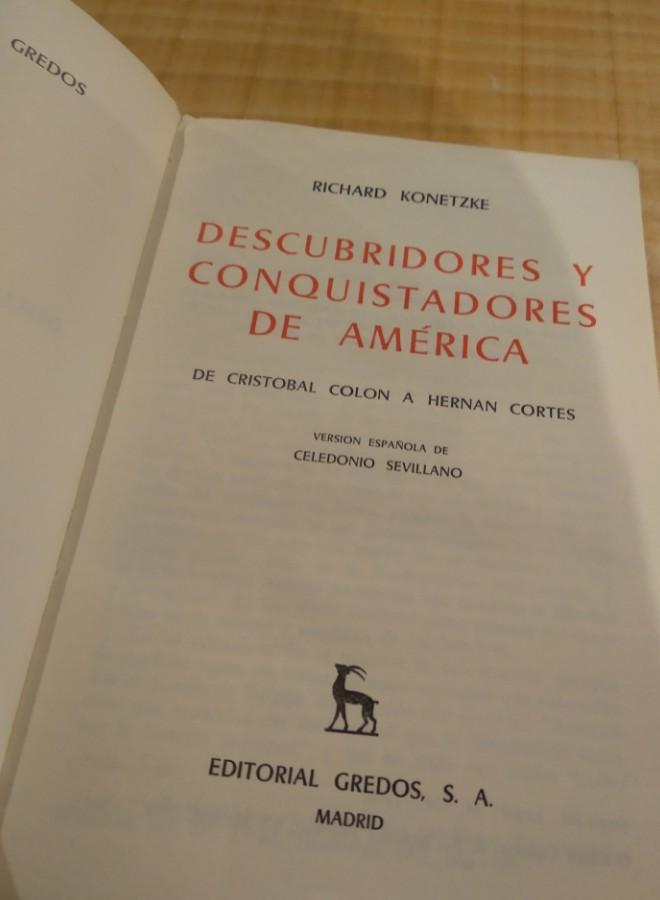 GREDOS
RICHARD KONETZKE
DESCUBRIDORES Y
CONQUISTADORES
DE AMÉRICA
DE CRISTOBAL COLON A HERNAN CORTES
VERSION ESPAÑOLA DE
CELEDONIO SEVILLANO
EDITORIAL GREDOS, S. A.
MADRID